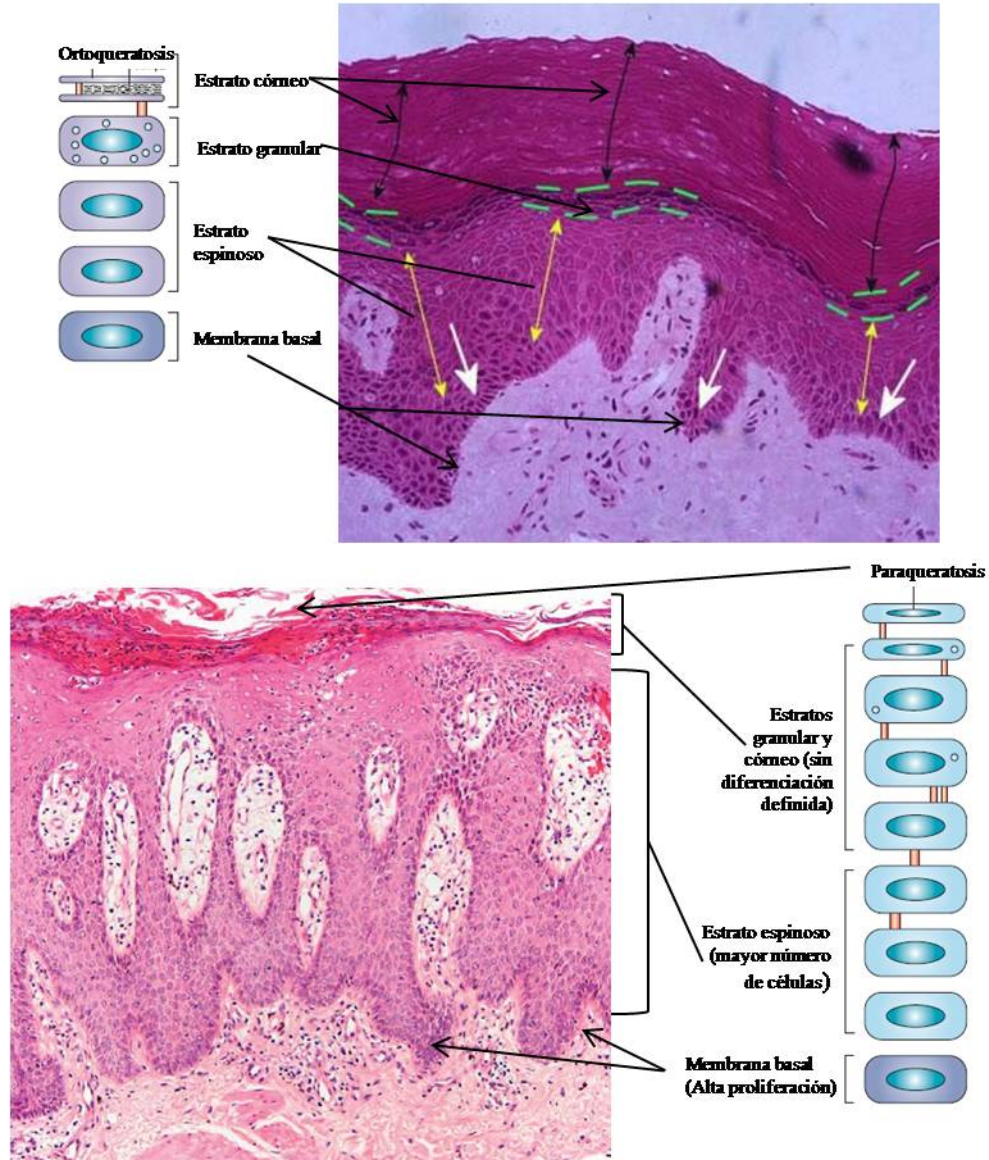 Ortoqueratosis
Estrato córneo
Estrato granular
Estrato
espinoso
Membrana basal
Paraqueratosis
Estratos
granular y
córneo (sin
diferenciación
definida)
Estrato espinoso
(mayor número
de células)
Membrana basal
(Alta proliferación)